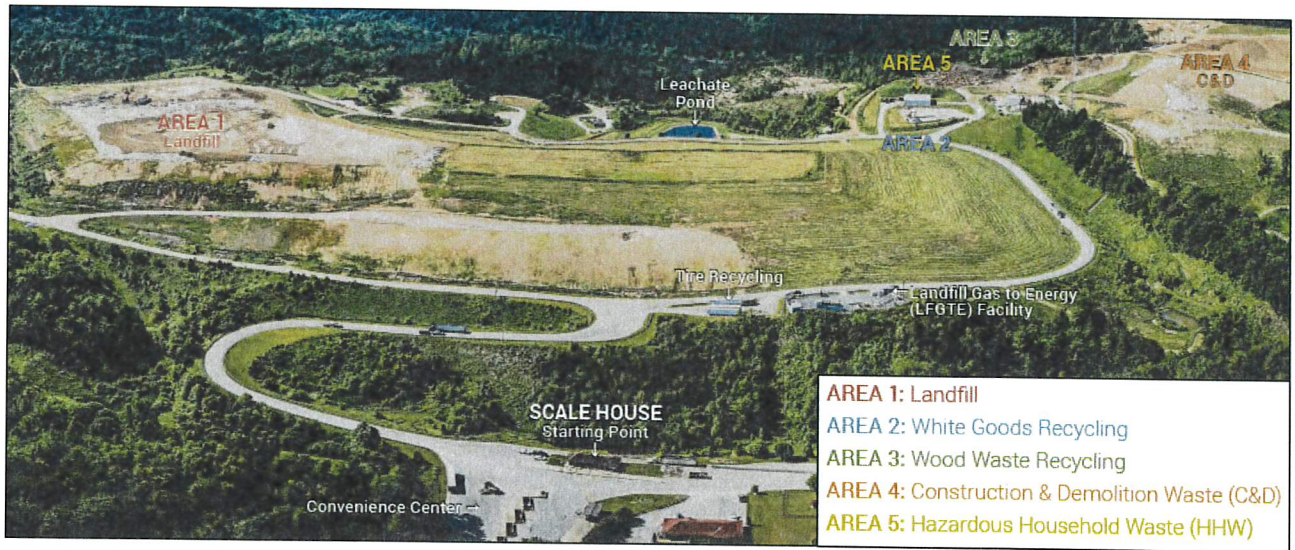 AREA 3
AREA 5
AREA 4
C&D
Leachate
Pond
AREA 1
Landfill
AREA 2
Tire Recycling
Landfill Gas to Energy
(LFGTE) Facility
SCALE HOUSE
Starting Point
Convenience Center
AREA 1: Landfill
AREA 2: White Goods Recycling
AREA 3: Wood Waste Recycling
AREA 4: Construction & Demolition Waste (C&D)
AREA 5: Hazardous Household Waste (HHW)